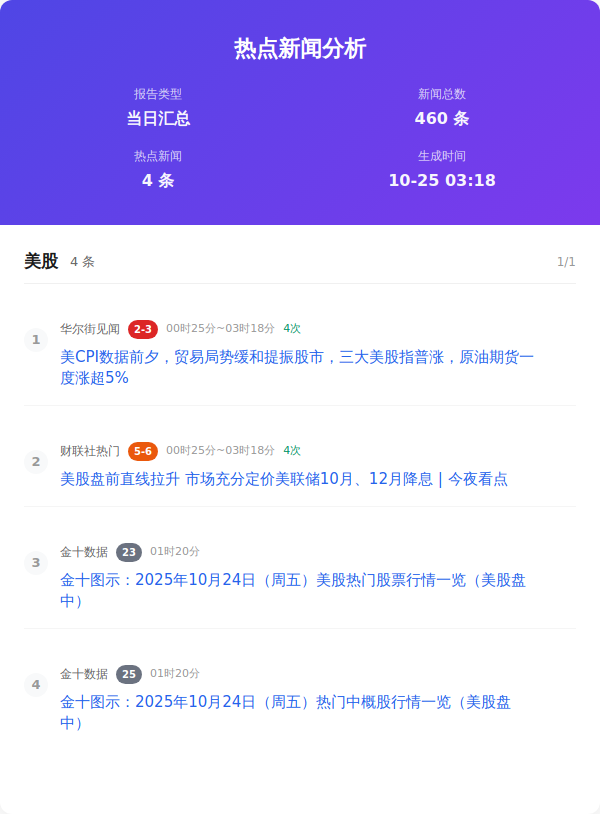 热点新闻分析
报告类型
新闻总数
当日汇总
460 条
热点新闻
生成时间
4 条
10-25 03:18
美股 4 条 1/1
1
华尔街见闻 2-3 00时25分~03时18分 4次
美CPI数据前夕，贸易局势缓和提振股市，三大美股指普涨，原油期货一
度涨超5%
2
财联社热门 5-6 00时25分~03时18分 4次
美股盘前直线拉升 市场充分定价美联储10月、12月降息 | 今夜看点
3
金十数据 23 01时20分
金十图示：2025年10月24日（周五）美股热门股票行情一览（美股盘
中）
4
金十数据 25 01时20分
金十图示：2025年10月24日（周五）热门中概股行情一览（美股盘
中）